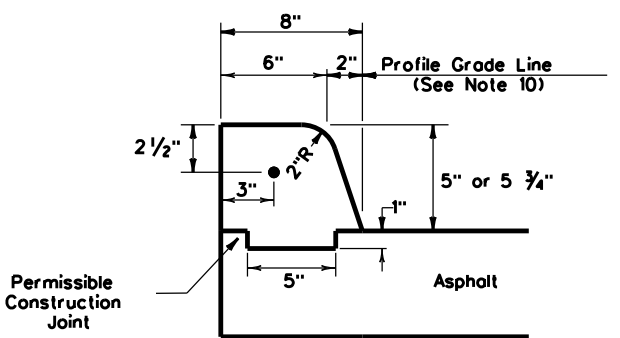 8"
6"
2"
Profile Grade Line
(See Note 10)
2 ½"
2"R
3"
5" or 5 ¾"
1"
5"
Permissible
Construction
Joint
Asphalt